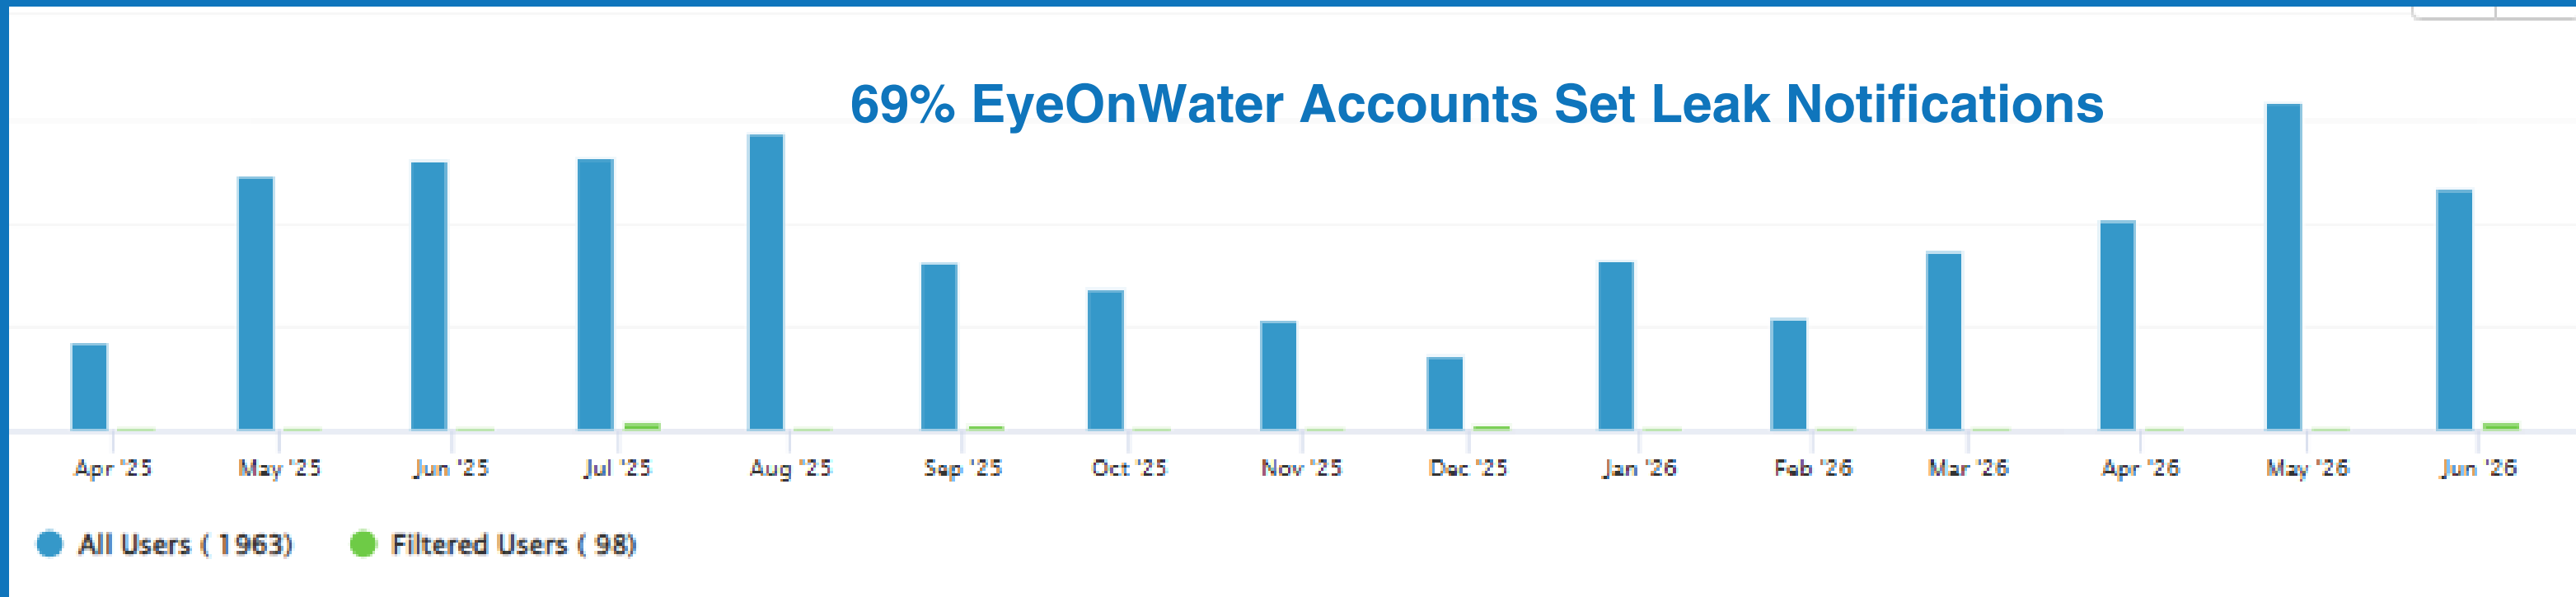 69% EyeOnWater Accounts Set Leak Notifications
Apr '25 May '25 Jun '25 Jul '25 Aug '25 Sep '25 Oct '25 Nov '25 Dec '25 Jan '26 Feb '26 Mar '26 Apr '26 May '26 Jun '26
All Users ( 1963) Filtered Users ( 98)